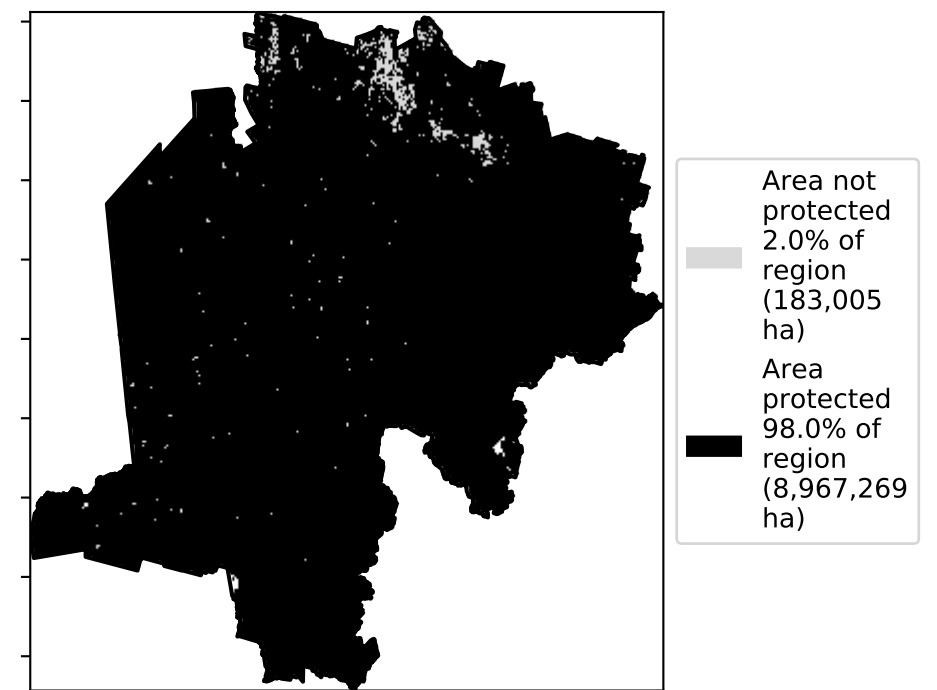 Area not
protected
2.0% of
region
(183,005
ha)
Area
protected
98.0% of
region
(8,967,269
ha)